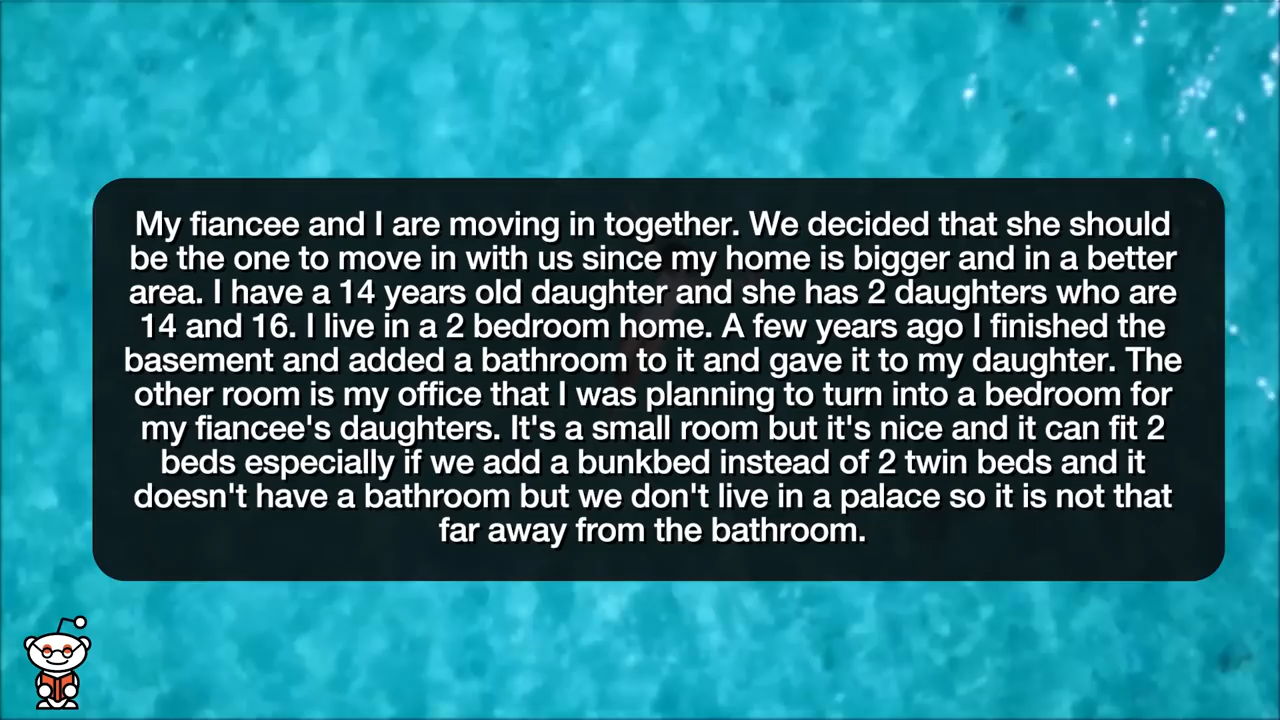 My fiancee and I are moving in together. We decided that she should
be the one to move in with us since my home is bigger and in a better
area. I have a 14 years old daughter and she has 2 daughters who are
14 and 16. I live in a 2 bedroom home. A few years ago I finished the
basement and added a bathroom to it and gave it to my daughter. The
other room is my office that I was planning to turn into a bedroom for
my fiancee's daughters. It's a small room but it's nice and it can fit 2
beds especially if we add a bunkbed instead of 2 twin beds and it
doesn't have a bathroom but we don't live in a palace so it is not that
far away from the bathroom.